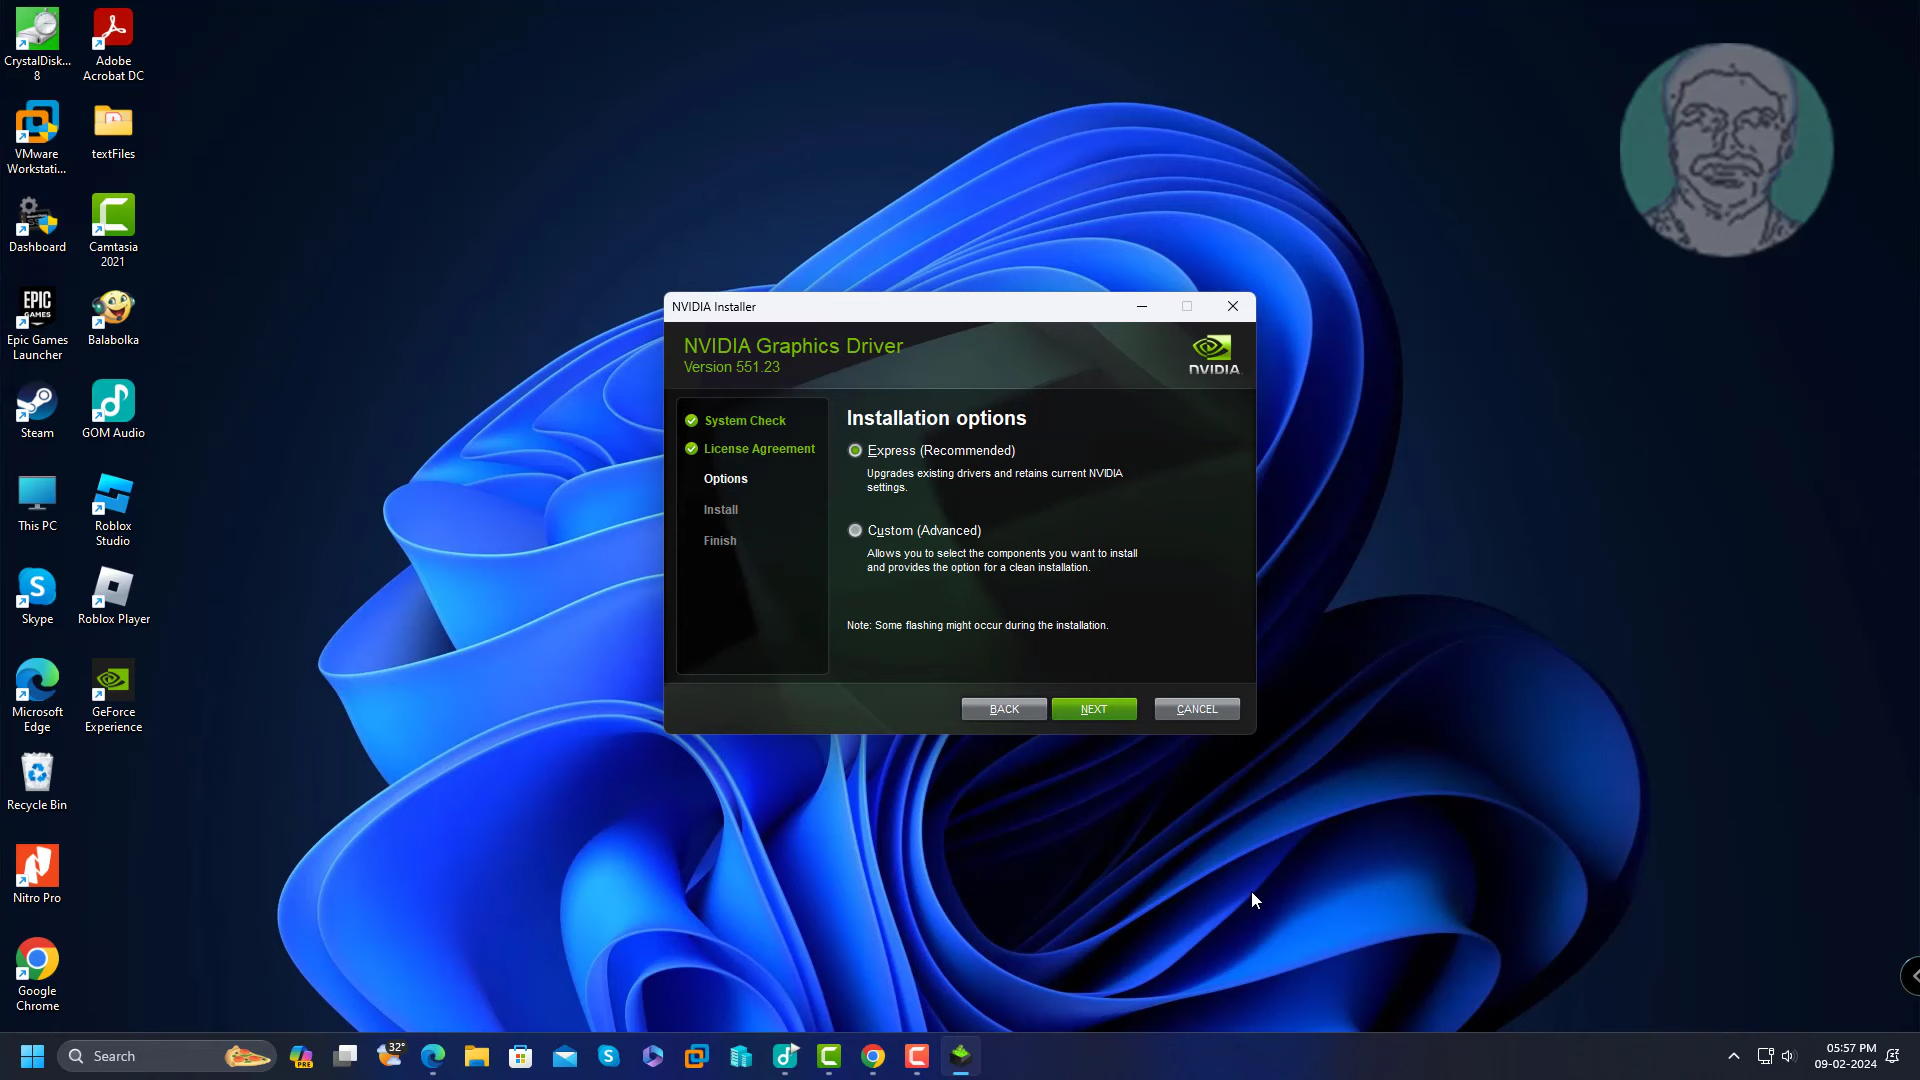 CrystalDisk...
8
Adobe
Acrobat DC
VMware
Workstati...
textFiles
Dashboard
Camtasia
2021
EPIC
GAMES
Epic Games
Launcher
Balabolka
Steam
GOM Audio
This PC
Roblox
Studio
Skype
Roblox Player
Microsoft
Edge
GeForce
Experience
Recycle Bin
Nitro Pro
Google
Chrome
NVIDIA Installer
NVIDIA Graphics Driver
Version 551.23
NVIDIA.
System Check
License Agreement
Options
Install
Finish
Installation options
Express (Recommended)
Upgrades existing drivers and retains current NVIDIA
settings.
Custom (Advanced)
Allows you to select the components you want to install
and provides the option for a clean installation.
Note: Some flashing might occur during the installation.
BACK
NEXT
CANCEL
Search
PRE
32°
05:57 PM
09-02-2024